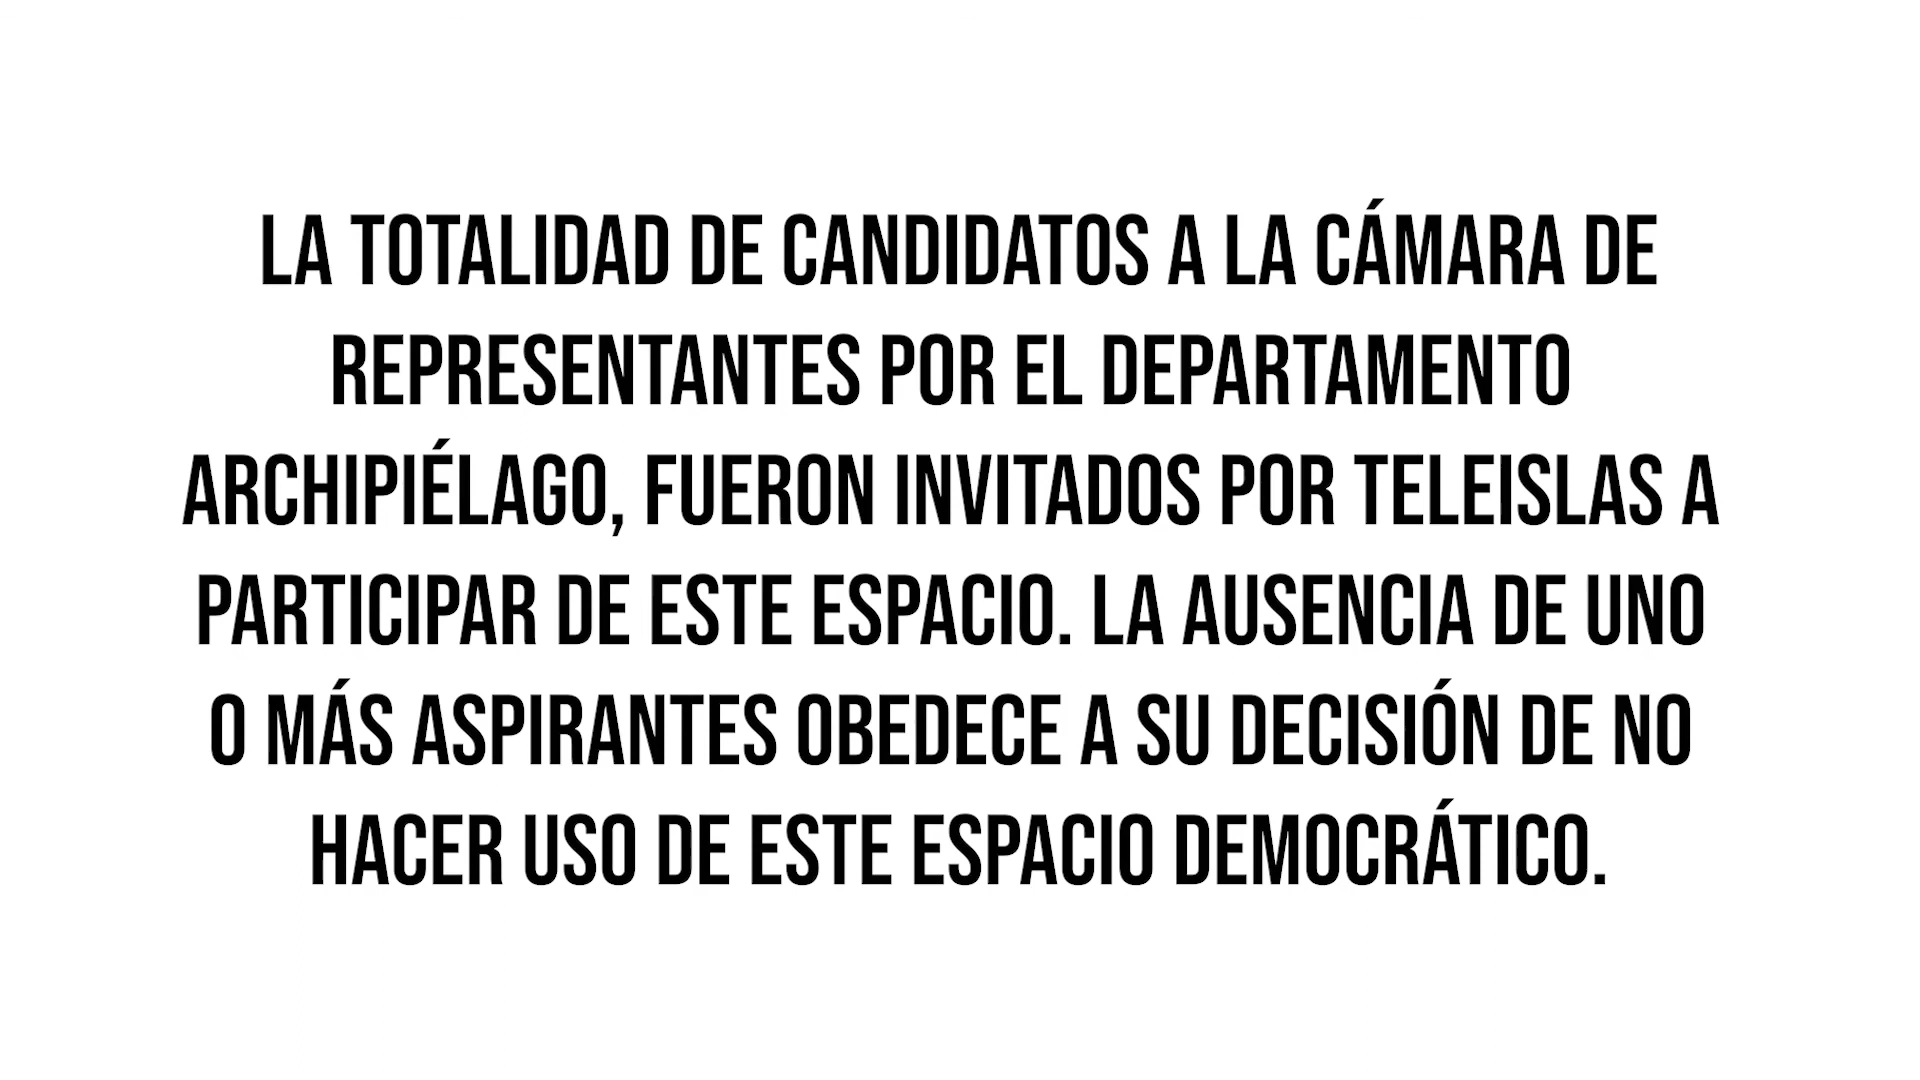 LA TOTALIDAD DE CANDIDATOS A LA CÁMARA DE
REPRESENTANTES POR EL DEPARTAMENTO
ARCHIPIÉLAGO, FUERON INVITADOS POR TELEISLAS A
PARTICIPAR DE ESTE ESPACIO. LA AUSENCIA DE UNO
O MÁS ASPIRANTES OBEDECE A SU DECISIÓN DE NO
HACER USO DE ESTE ESPACIO DEMOCRÁTICO.